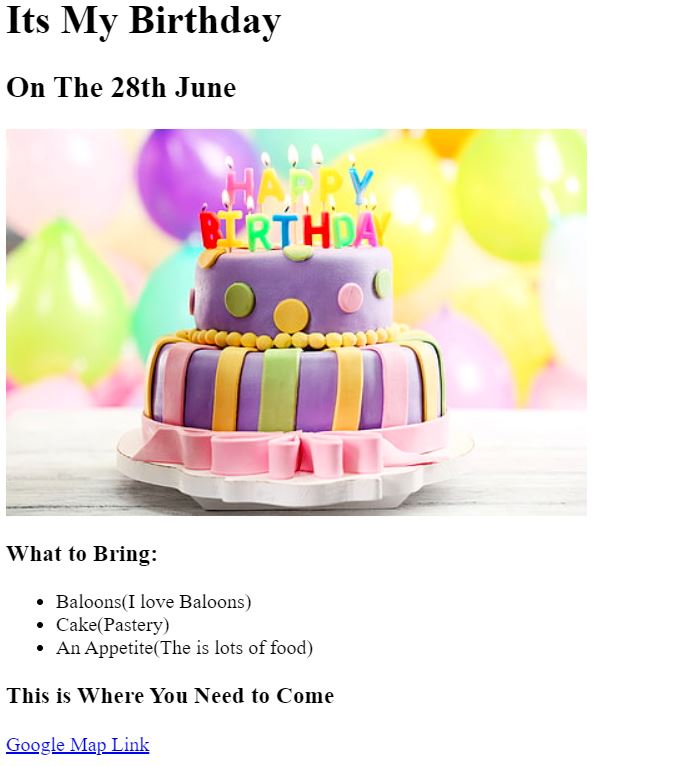 Its My Birthday
On The 28th June
HAPPY
BIRTHDAY
What to Bring:
Baloons(I love Baloons)
Cake(Pastery)
An Appetite(The is lots of food)
This is Where You Need to Come
Google Map Link